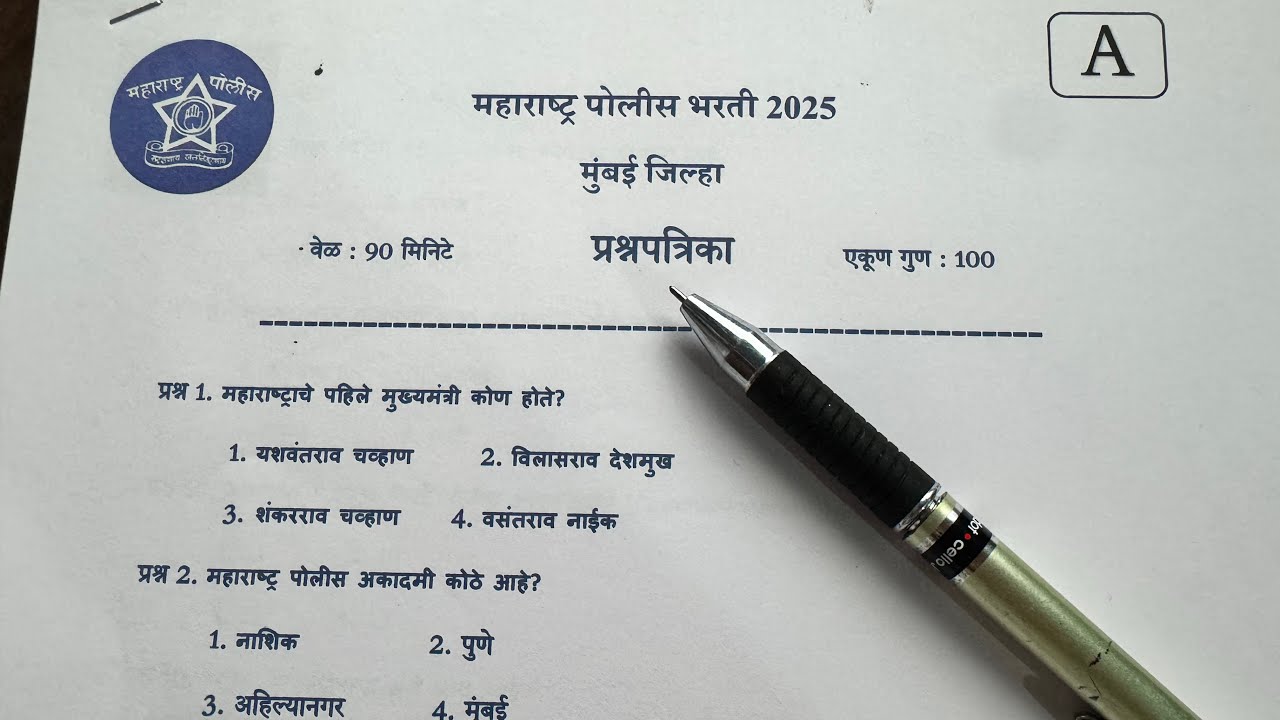 A
महाराष्ट्र पोलीस
महाराष्ट्र पोलीस भरती 2025
मुंबई जिल्हा
वेळ : 90 मिनिटे प्रश्नपत्रिका एकूण गुण : 100
प्रश्न 1. महाराष्ट्राचे पहिले मुख्यमंत्री कोण होते?
1. यशवंतराव चव्हाण 2. विलासराव देशमुख
3. शंकरराव चव्हाण 4. वसंतराव नाईक
प्रश्न 2. महाराष्ट्र पोलीस अकादमी कोठे आहे?
1. नाशिक 2. पुणे
3. अहिल्यानगर 4. मुंबई
cello